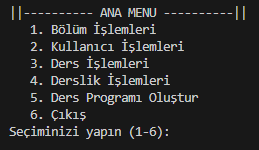 ||---------- ANA MENU ----------||
1. Bölüm İşlemleri
2. Kullanıcı İşlemleri
3. Ders İşlemleri
4. Derslik İşlemleri
5. Ders Programı Oluştur
6. Çıkış
Seçiminizi yapın (1-6):